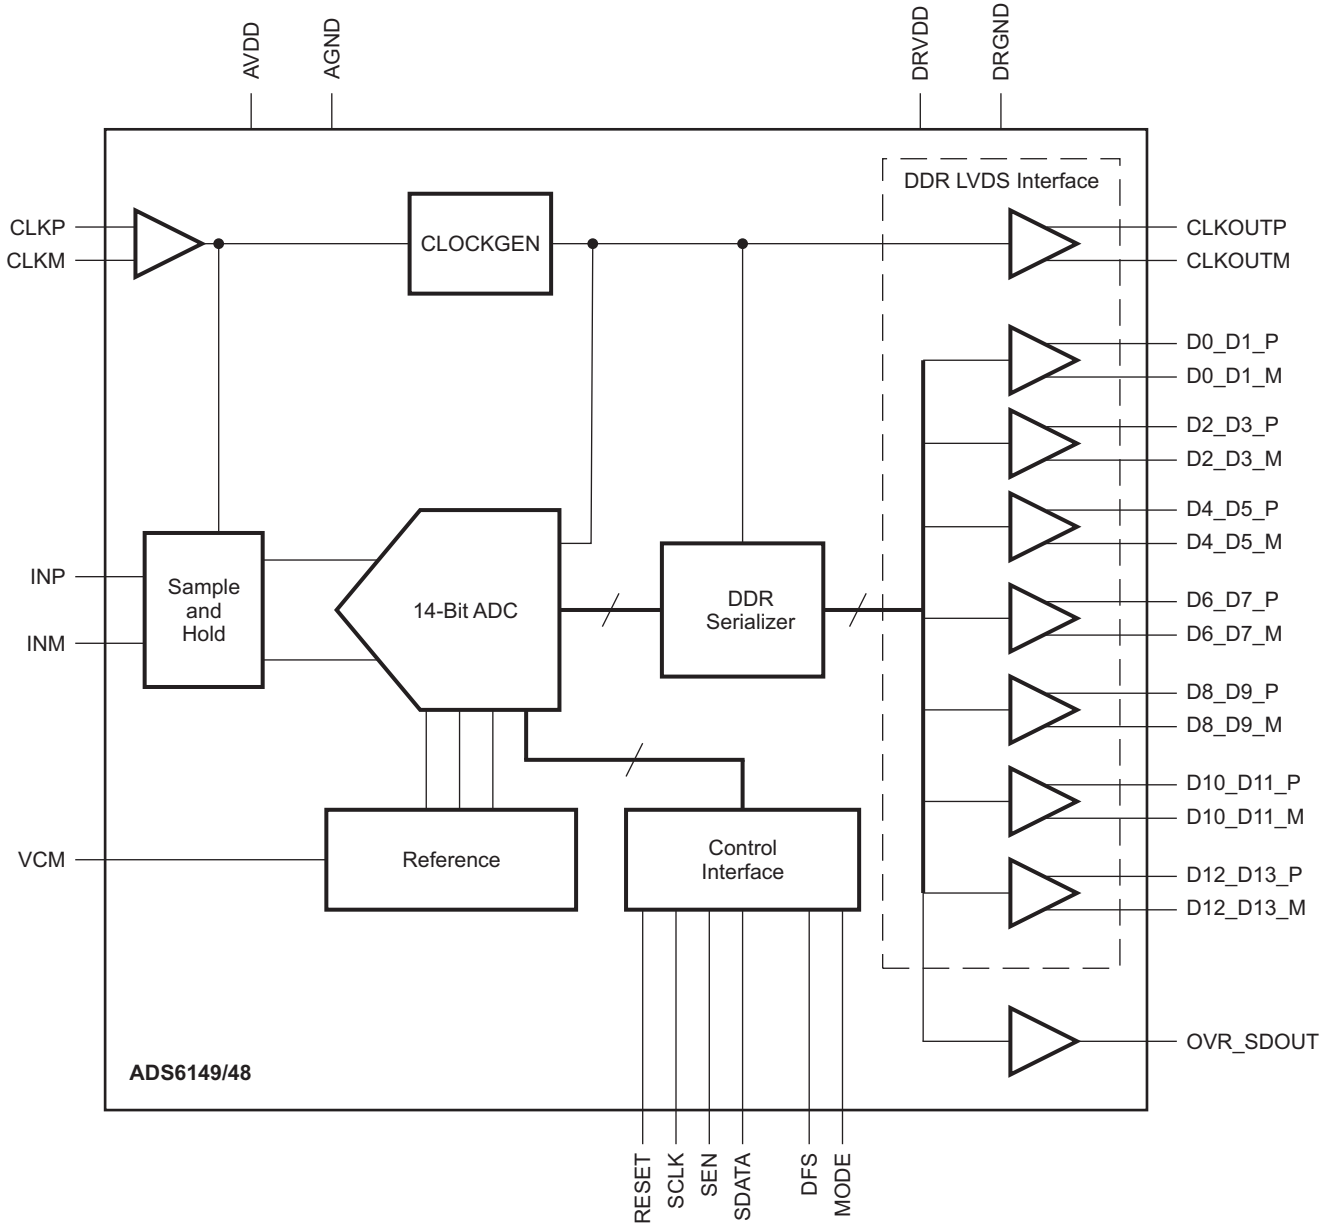 AVDD
AGND
DRVDD
DRGND
DDR LVDS Interface
CLKP
CLKM
CLOCKGEN
CLKOUTP
CLKOUTM
D0_D1_P
D0_D1_M
D2_D3_P
D2_D3_M
D4_D5_P
D4_D5_M
INP
INM
Sample
and
Hold
14-Bit ADC
DDR
Serializer
D6_D7_P
D6_D7_M
D8_D9_P
D8_D9_M
D10_D11_P
D10_D11_M
VCM
Reference
Control
Interface
D12_D13_P
D12_D13_M
OVR_SDOUT
ADS6149/48
RESET
SCLK
SEN
SDATA
DFS
MODE